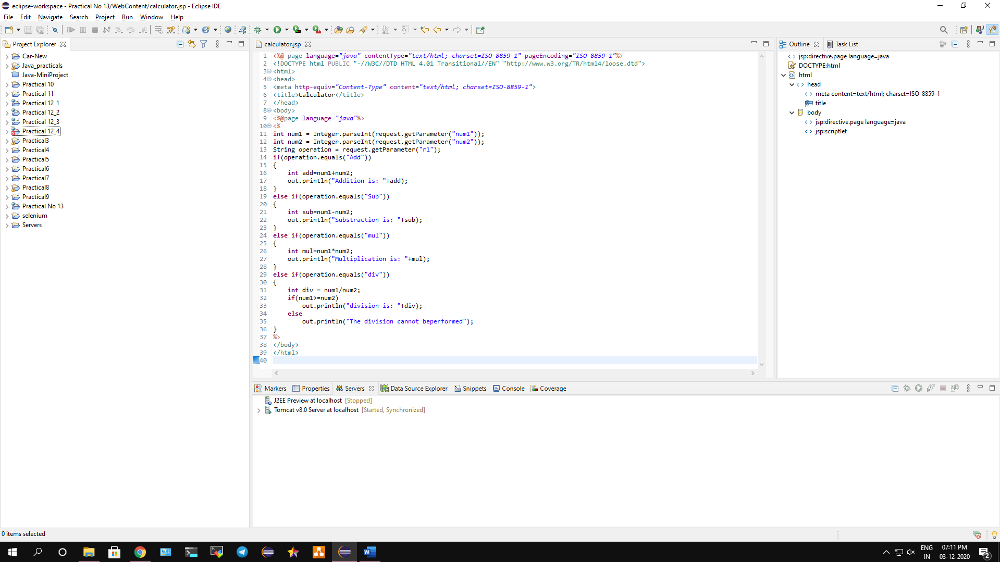 eclipse-workspace - Practical No 13/WebContent/calculator.jsp - Eclipse IDE
File Edit Navigate Search Project Run Window Help
Project Explorer
Car-New
Java_practicals
Java-MiniProject
Practical 10
Practical 11
Practical 12_1
Practical 12_2
Practical 12_3
Practical 12_4
Practical3
Practical4
Practical5
Practical6
Practical7
Practical8
Practical9
Practical No 13
selenium
Servers
calculator.jsp
1 <%@ page language="java" contentType="text/html; charset=ISO-8859-1" pageEncoding="ISO-8859-1"%>
2 <!DOCTYPE html PUBLIC "-//W3C//DTD HTML 4.01 Transitional//EN" "http://www.w3.org/TR/html4/loose.dtd">
3 <html>
4 <head>
5 <meta http-equiv="Content-Type" content="text/html; charset=ISO-8859-1">
6 <title>Calculator</title>
7 </head>
8 <body>
9 <%@page language="java"%>
10 <%
11 int num1 = Integer.parseInt(request.getParameter("num1"));
12 int num2 = Integer.parseInt(request.getParameter("num2"));
13 String operation = request.getParameter("r1");
14 if(operation.equals("Add"))
15 {
16 int add=num1+num2;
17 out.println("Addition is: "+add);
18 }
19 else if(operation.equals("Sub"))
20 {
21 int sub=num1-num2;
22 out.println("Substraction is: "+sub);
23 }
24 else if(operation.equals("mul"))
25 {
26 int mul=num1*num2;
27 out.println("Multiplication is: "+mul);
28 }
29 else if(operation.equals("div"))
30 {
31 int div = num1/num2;
32 if(num1>=num2)
33 out.println("division is: "+div);
34 else
35 out.println("The division cannot beperformed");
36 }
37 %>
38 </body>
39 </html>
40
Outline Task List
jsp:directive.page language=java
DOCTYPE:html
html
head
meta content=text/html; charset=ISO-8859-1
title
body
jsp:directive.page language=java
jsp:scriptlet
Markers Properties Servers Data Source Explorer Snippets Console Coverage
J2EE Preview at localhost [Stopped]
Tomcat v8.0 Server at localhost [Started, Synchronized]
0 items selected
ENG
IN
07:11 PM
03-12-2020
2